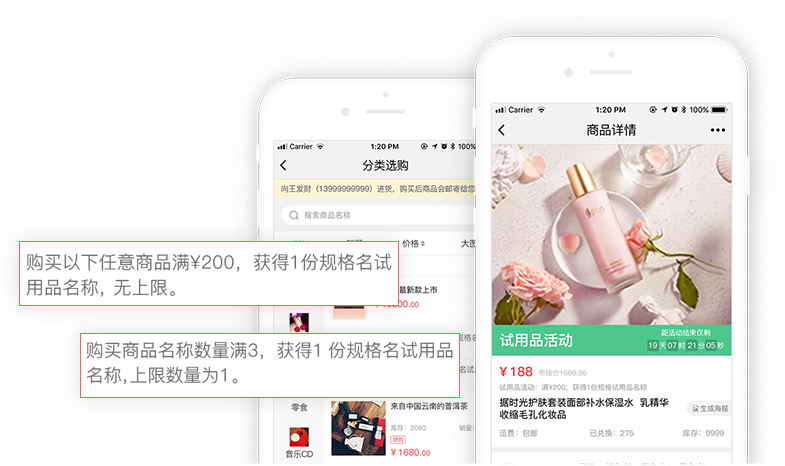 Carrier 1:20 PM 100%
分类选购
向王发财（13999999999）进货，购买后商品会邮寄给您
搜索商品名称
价格
大图
购买以下任意商品满¥200，获得1份规格名试
用品名称，无上限。
最新款上市
购买商品名称数量满3，获得1 份规格名试用品
名称,上限数量为1。
零食
音乐CD
来自中国云南的普洱茶
库存：2080 销量：
¥1680.00
Carrier 1:20 PM 100%
商品详情
试用品活动
距活动结束仅剩
19 天 07 时 21 分 05 秒
¥188 市场价1589.36
试用品活动：满¥200，获得1份规格试用品名称
据时光护肤套装面部补水保湿水 乳精华
收缩毛孔化妆品
生成海报
运费：包邮 已兑换：275 库存：9999